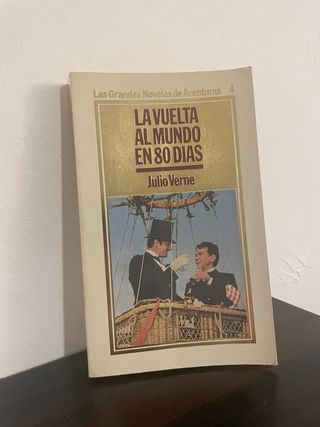 Las Grandes Novelas de Aventuras 4
LA VUELTA
AL MUNDO
EN 80 DIAS
Julio Verne